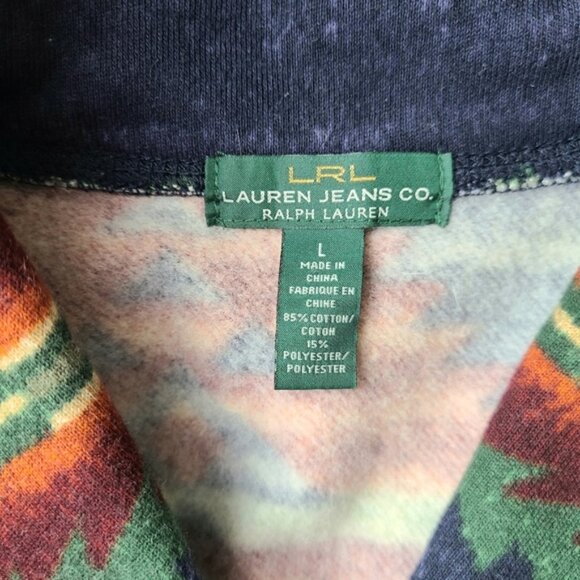 LRL
LAUREN JEANS CO.
RALPH LAUREN
L
MADE IN
CHINA
FABRIQUE EN
CHINE
85% COTTON/
COTON
15%
POLYESTER/
POLYESTER